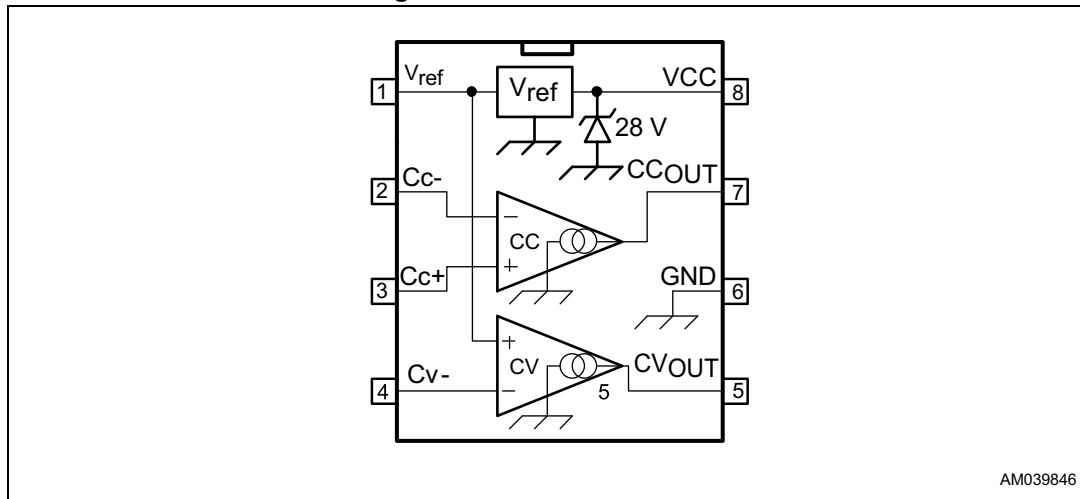 Vref
Vref
VCC
1
8
28 V
Cc-
CCOUT
2
7
−
CC
Cc+
+
GND
3
6
+
CV
CVOUT
Cv-
−
5
4
5
AM039846